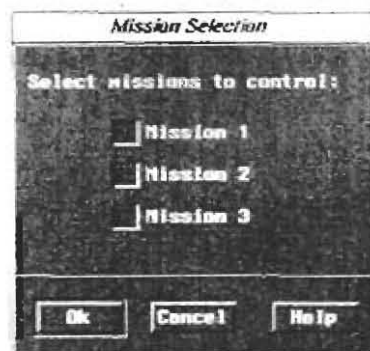 Mission Selection
Select missions to control:
Mission 1
Mission 2
Mission 3
Ok Cancel Help